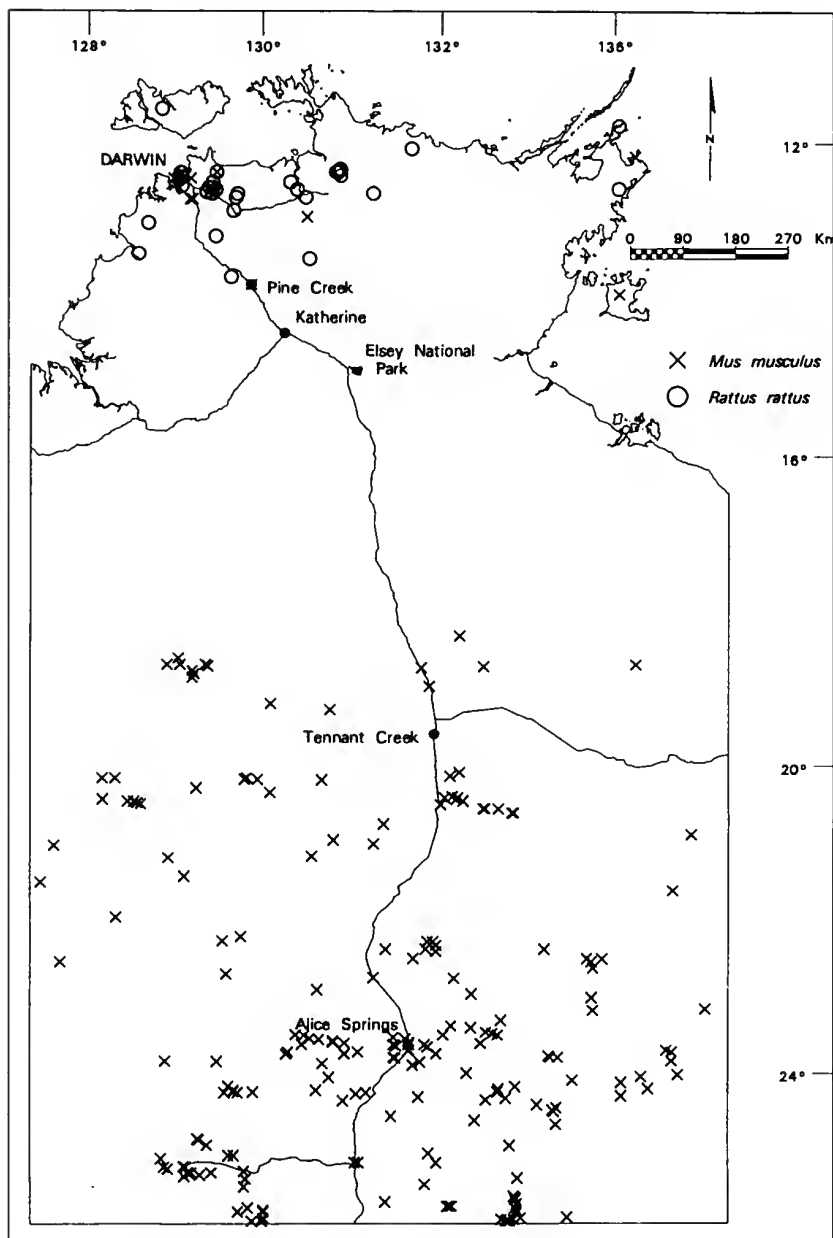 128° 130° 132° 136°
12°
DARWIN
N
0 90 180 270 Km
Pine Creek
Katherine
Elsey National
Park
Mus musculus
Rattus rattus
16°
Tennant Creek
20°
Alice Springs
24°